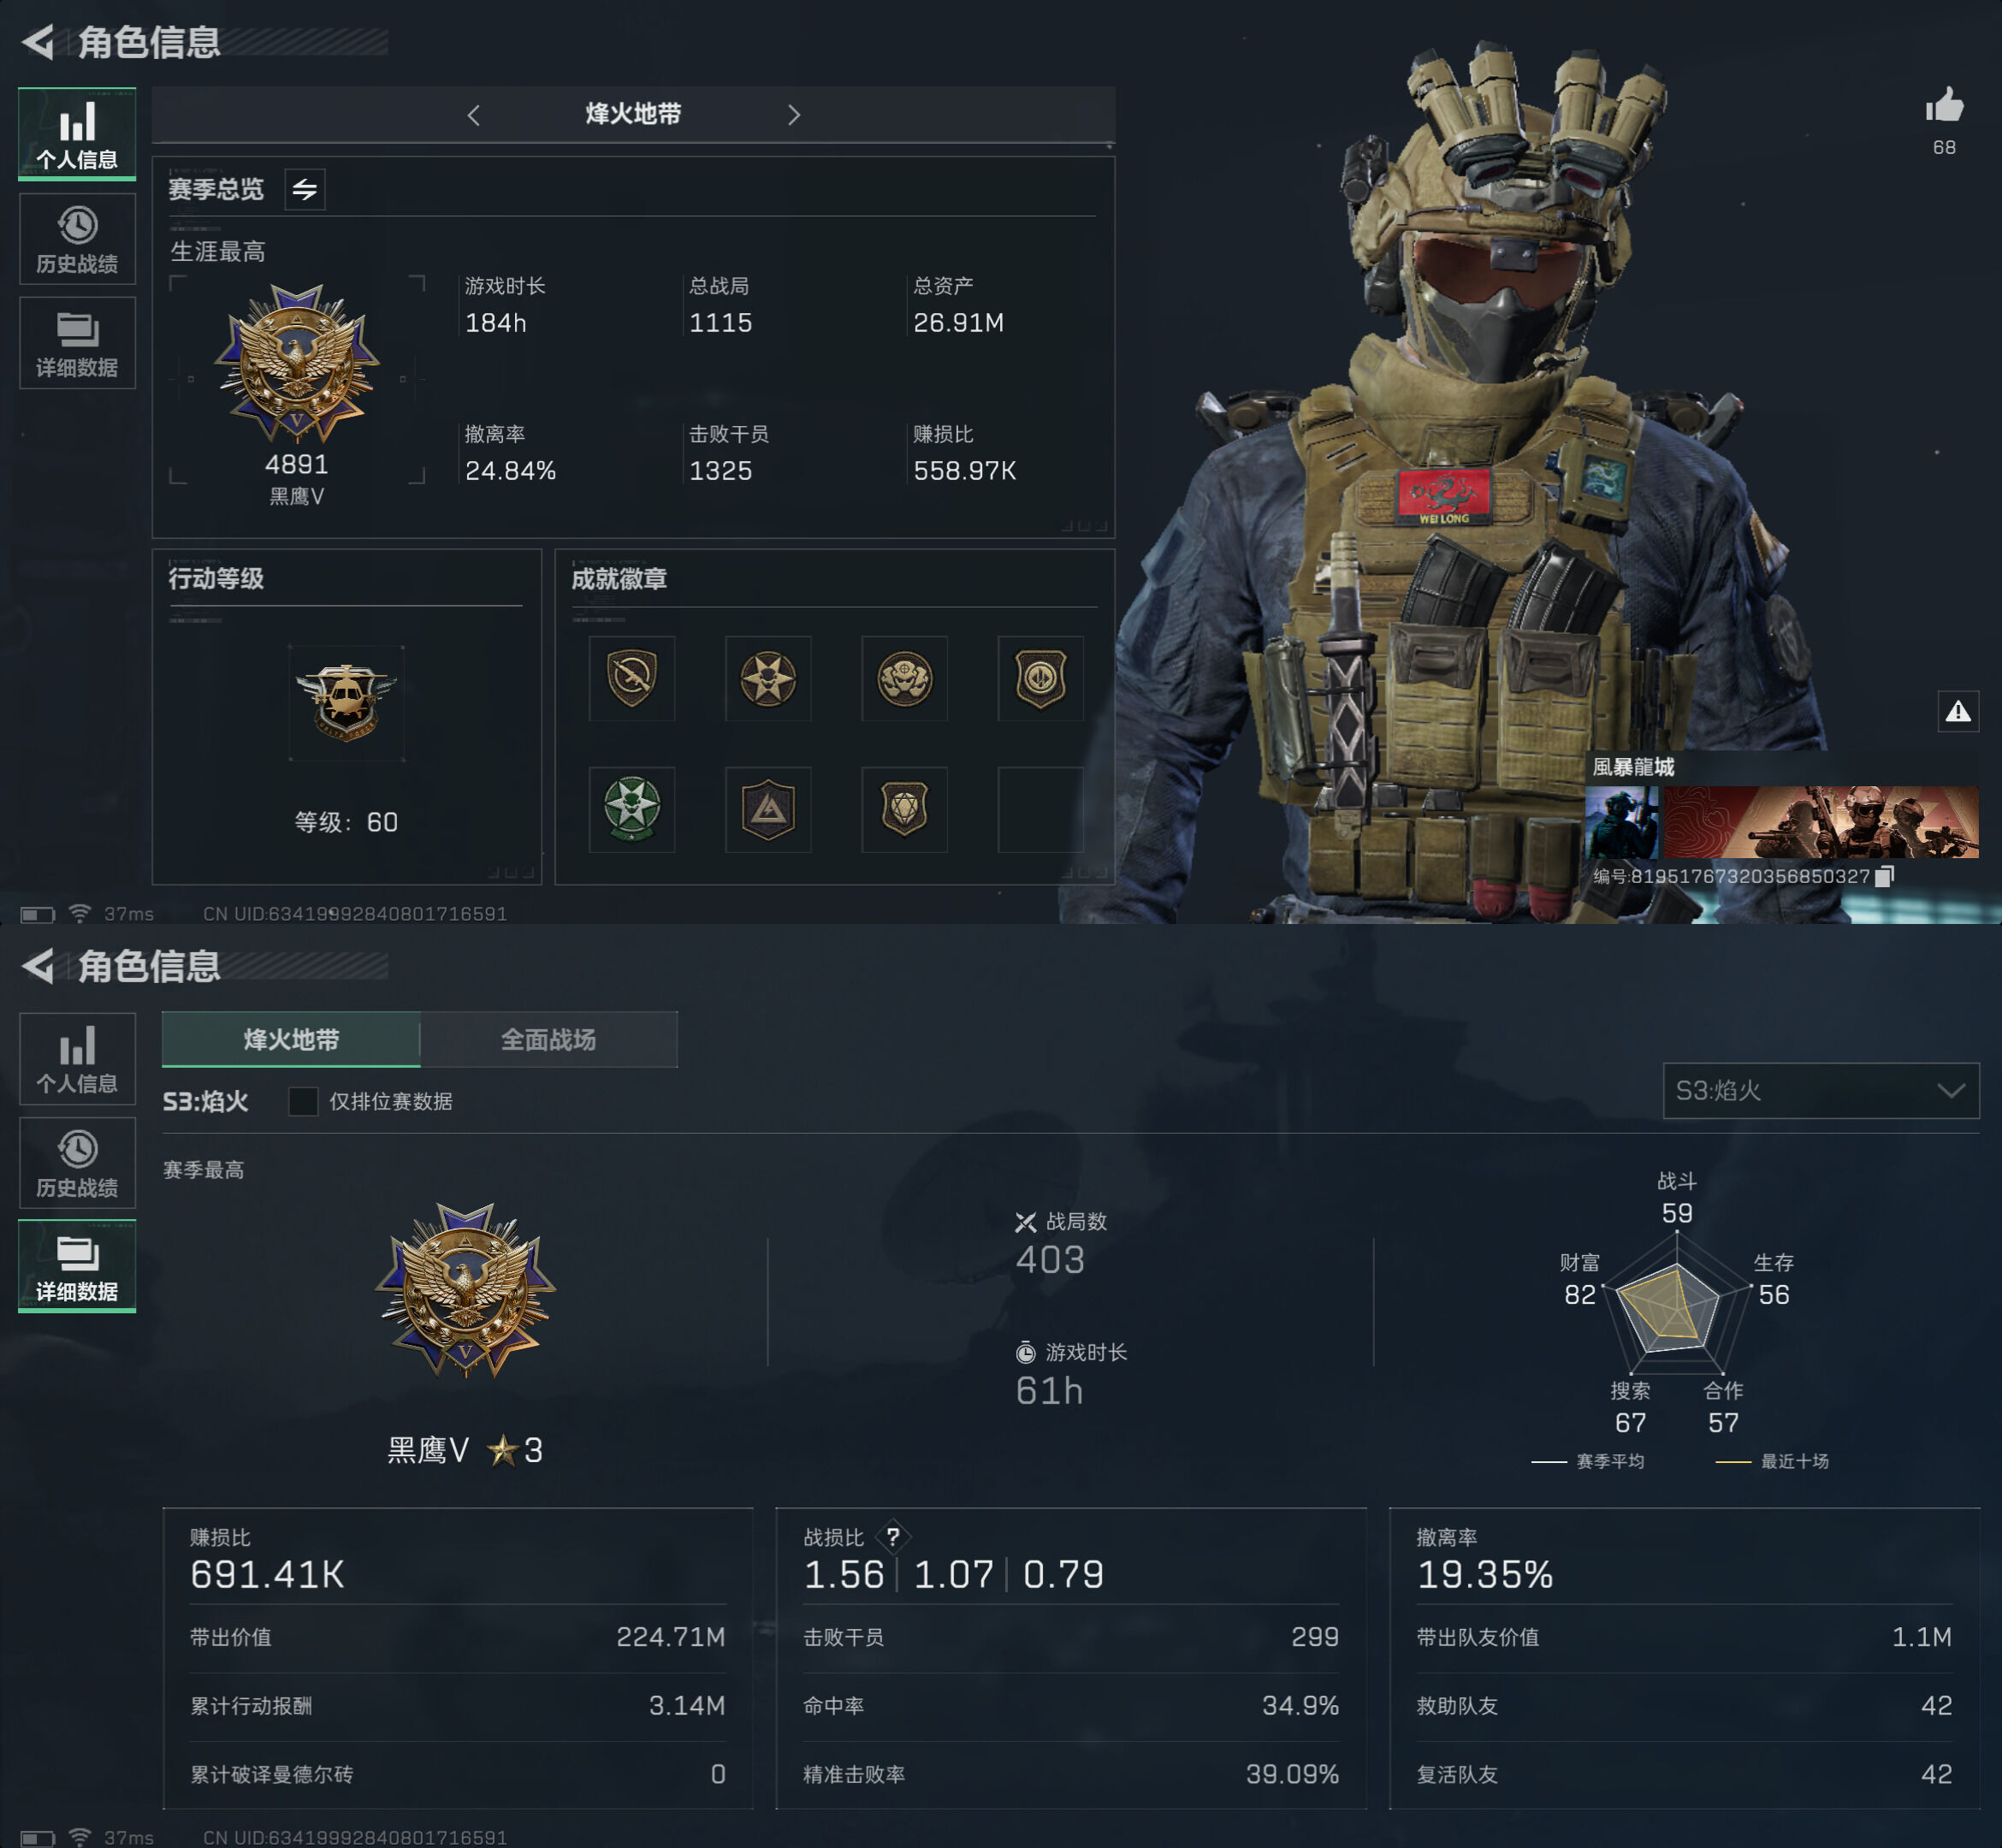 角色信息
个人信息
历史战绩
详细数据
烽火地带
68
赛季总览
生涯最高
4891
黑鹰V
V
游戏时长
184h
总战局
1115
总资产
26.91M
撤离率
24.84%
击败干员
1325
赚损比
558.97K
WEI LONG
行动等级
等级：60
成就徽章
風暴龍城
编号:81951767320356850327
37ms
CN UID:634199928408017​16591
角色信息
个人信息
历史战绩
详细数据
烽火地带
全面战场
S3:焰火
仅排位赛数据
S3:焰火
赛季最高
V
黑鹰V 3
战局数
403
游戏时长
61h
战斗
59
财富
82
生存
56
搜索
67
合作
57
赛季平均
最近十场
赚损比
691.41K
带出价值 224.71M
累计行动报酬 3.14M
累计破译曼德尔砖 0
战损比 ?
1.56 | 1.07 | 0.79
击败干员 299
命中率 34.9%
精准击败率 39.09%
撤离率
19.35%
带出队友价值 1.1M
救助队友 42
复活队友 42
37ms
CN UID:634199928408017​16591